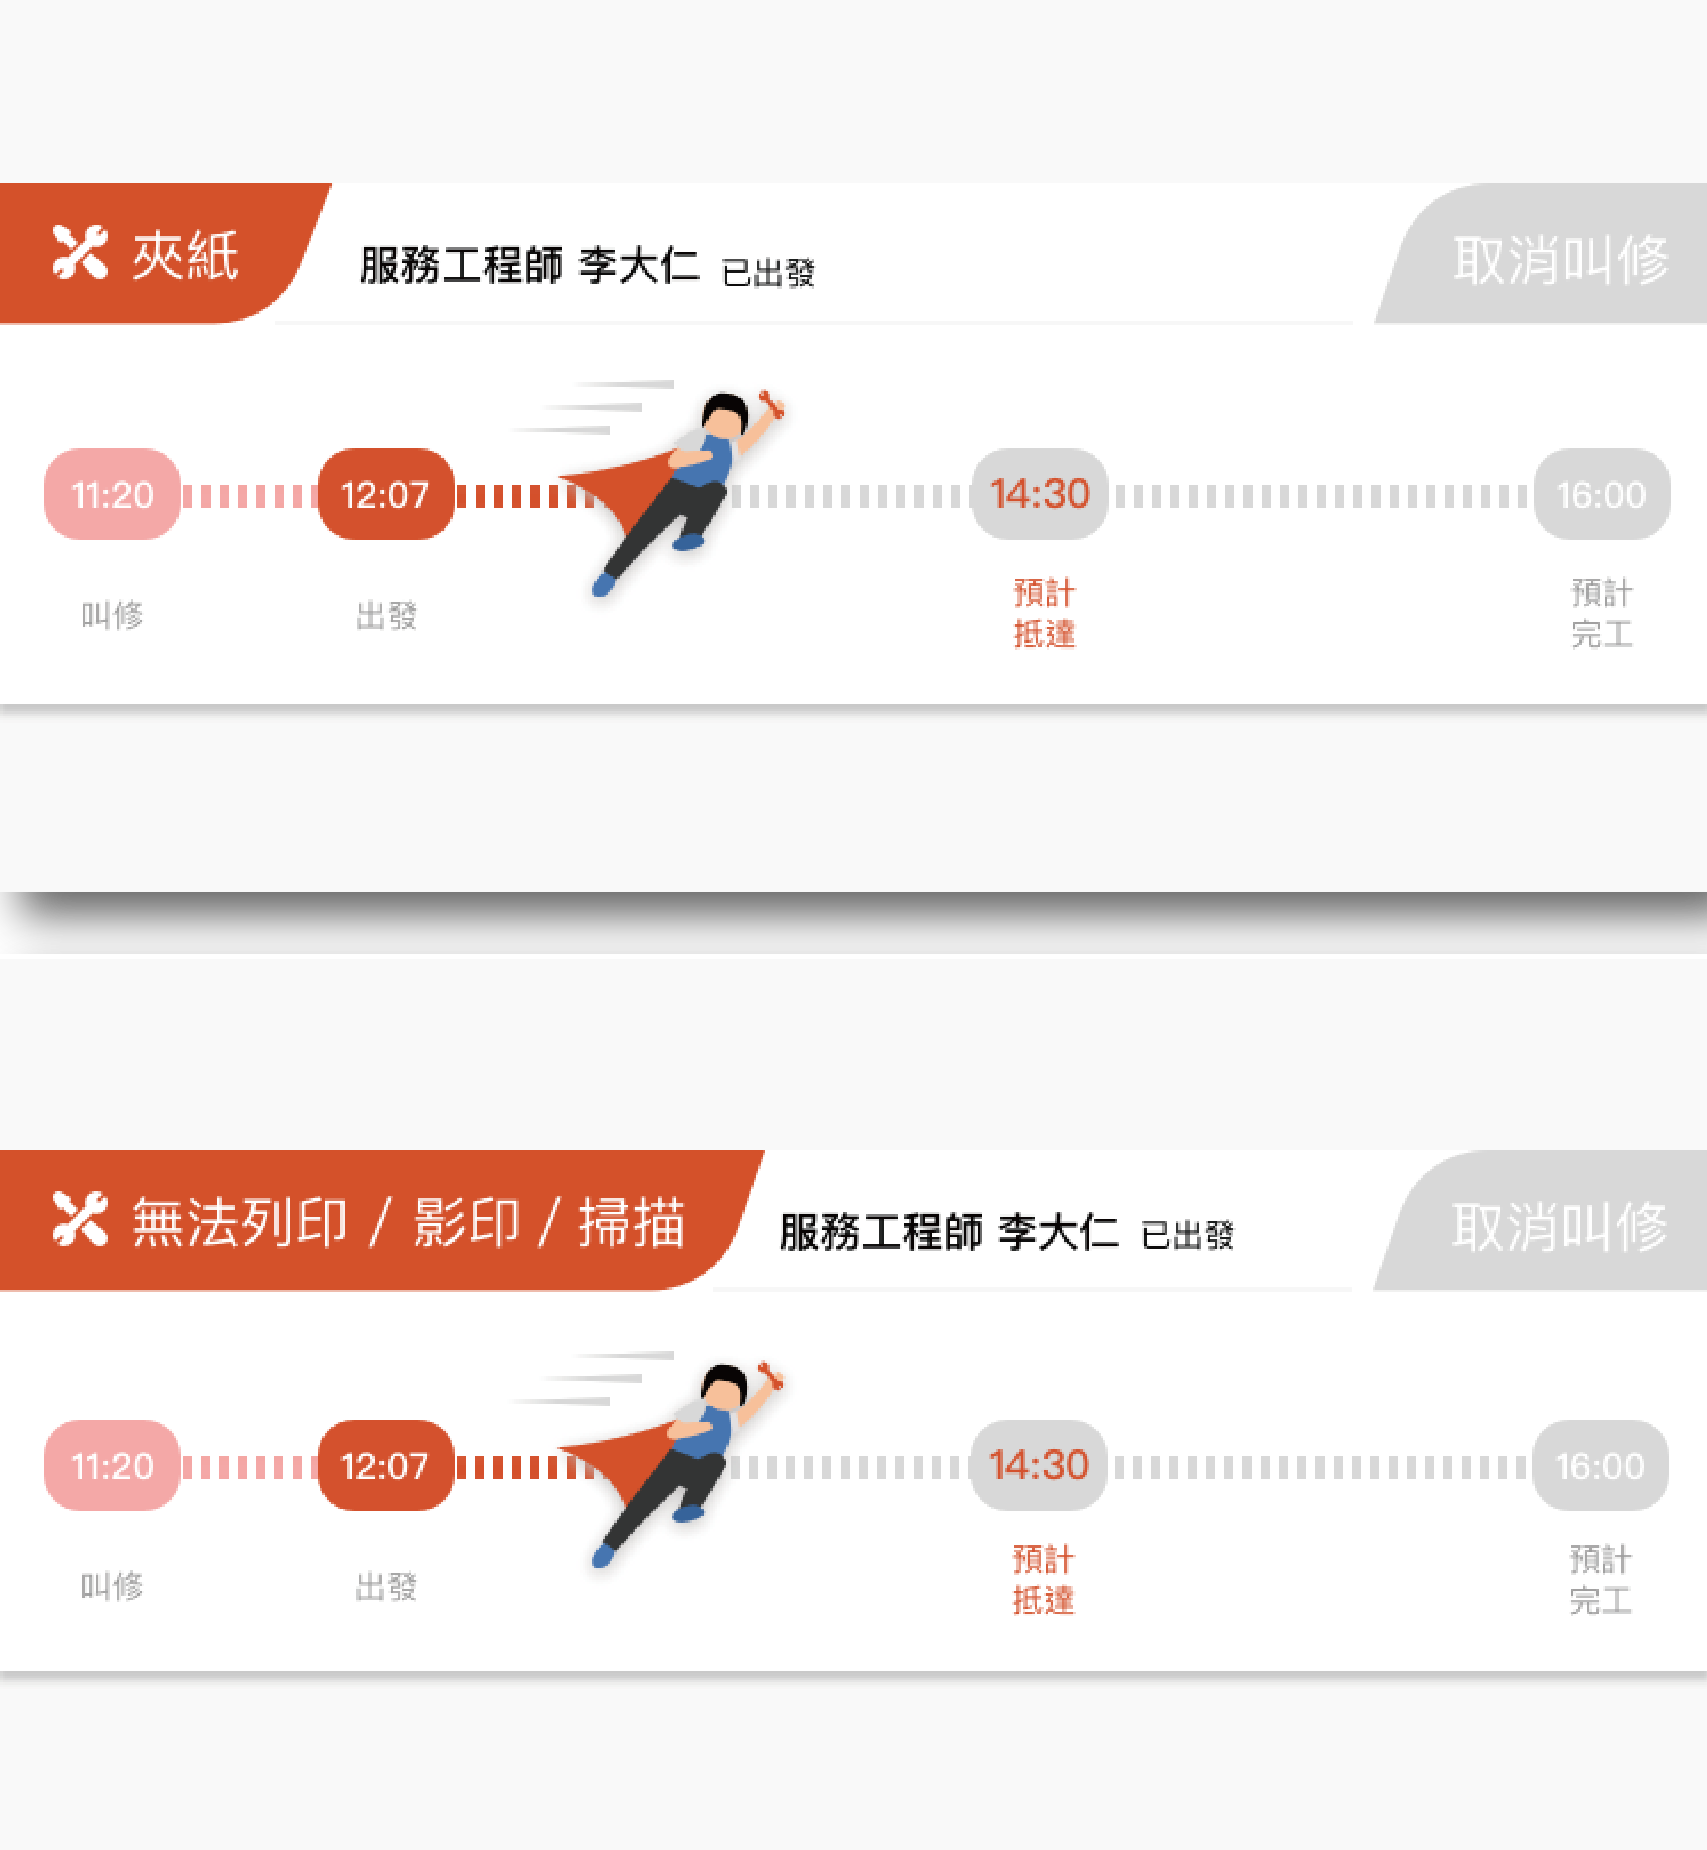 夾紙
服務工程師 李大仁 已出發
取消叫修
11:20
12:07
14:30
16:00
叫修
出發
預計
抵達
預計
完工
無法列印 / 影印 / 掃描
服務工程師 李大仁 已出發
取消叫修
11:20
12:07
14:30
16:00
叫修
出發
預計
抵達
預計
完工